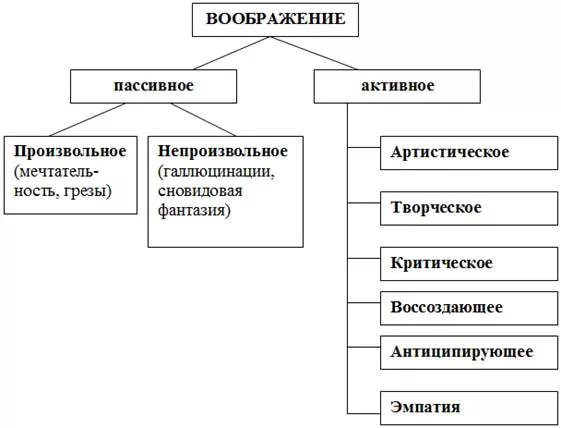 ВООБРАЖЕНИЕ
пассивное
активное
Произвольное
(мечтатель-
ность, грезы)
Непроизвольное
(галлюцинации,
сновидовая
фантазия)
Артистическое
Творческое
Критическое
Воссоздающее
Антиципирующее
Эмпатия